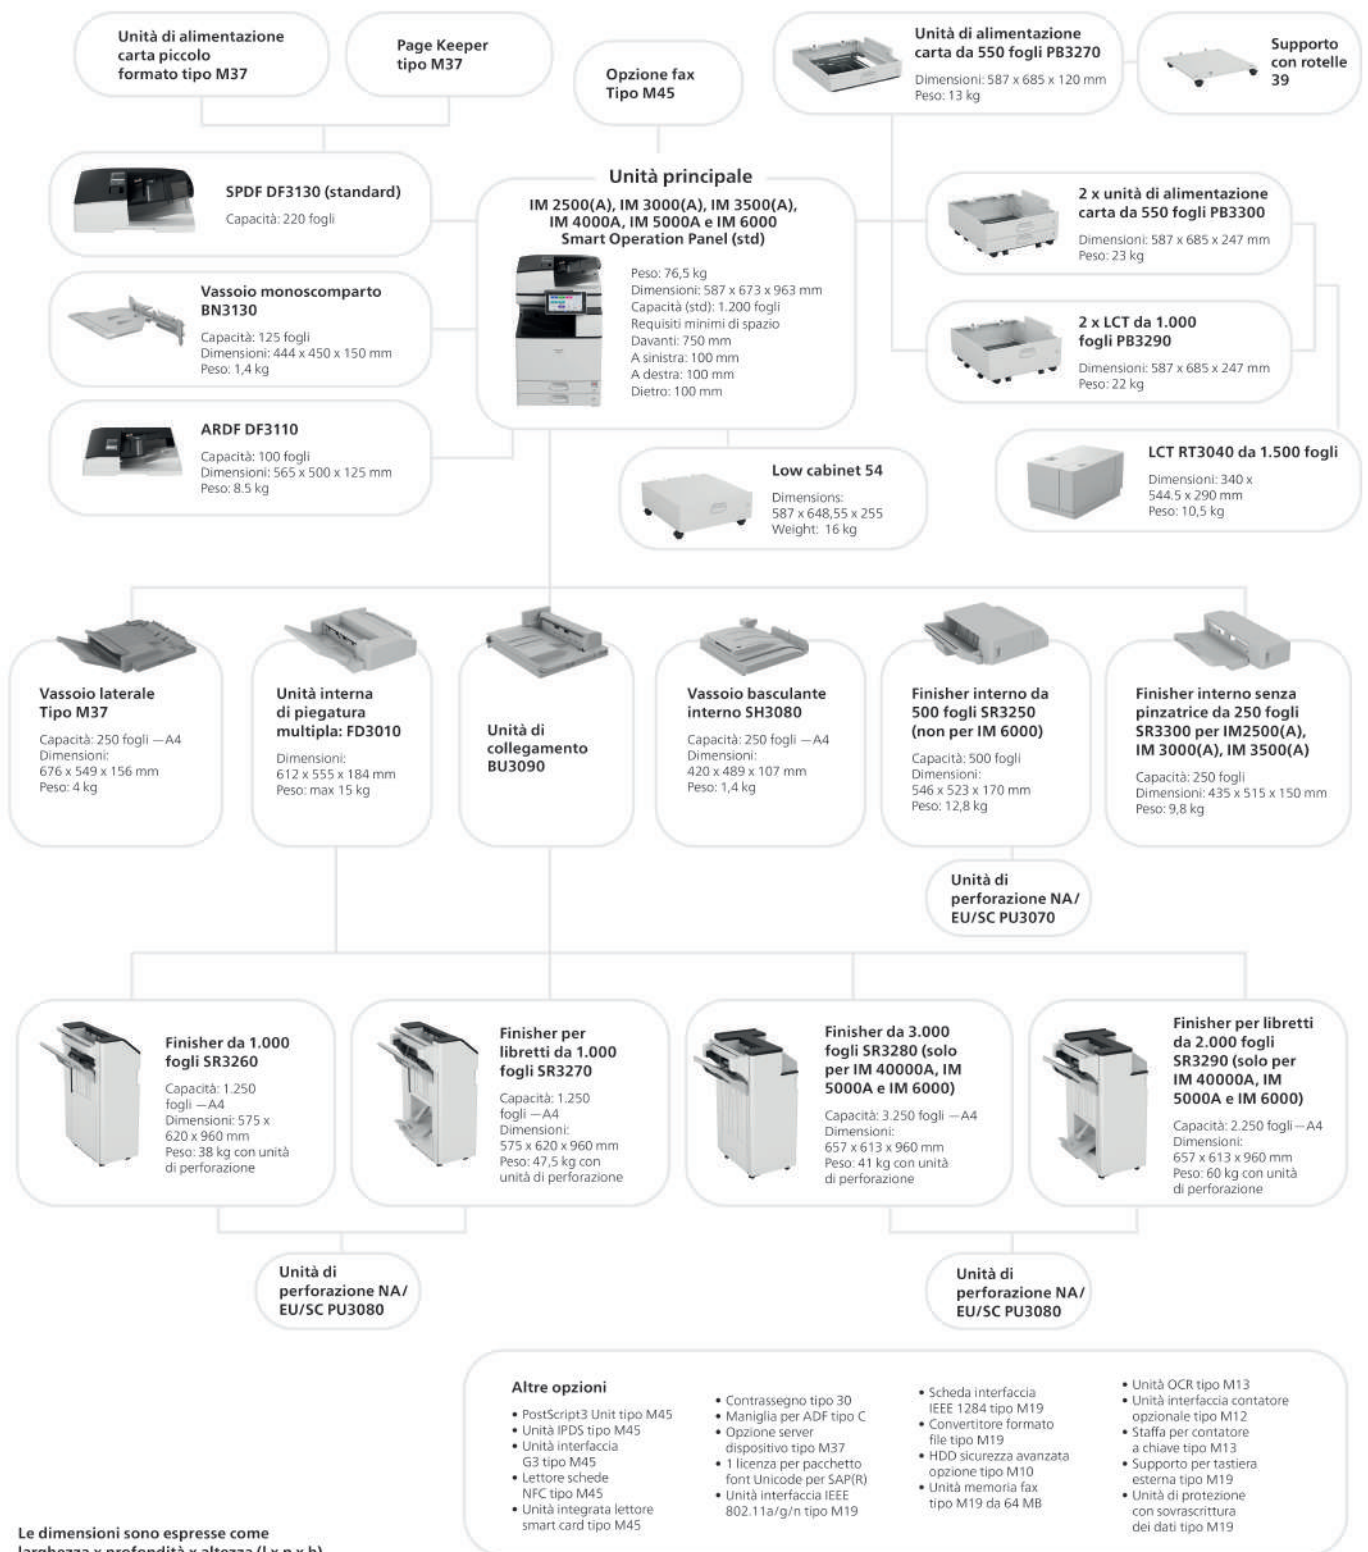 Unità di alimentazione
carta piccolo
formato tipo M37
Page Keeper
tipo M37
Opzione fax
Tipo M45
Unità di alimentazione
carta da 550 fogli PB3270
Dimensioni: 587 x 685 x 120 mm
Peso: 13 kg
Supporto
con rotelle
39
SPDF DF3130 (standard)
Capacità: 220 fogli
Vassoio monoscomparto
BN3130
Capacità: 125 fogli
Dimensioni: 444 x 450 x 150 mm
Peso: 1,4 kg
ARDF DF3110
Capacità: 100 fogli
Dimensioni: 565 x 500 x 125 mm
Peso: 8.5 kg
Unità principale
IM 2500(A), IM 3000(A), IM 3500(A),
IM 4000A, IM 5000A e IM 6000
Smart Operation Panel (std)
Peso: 76,5 kg
Dimensioni: 587 x 673 x 963 mm
Capacità (std): 1.200 fogli
Requisiti minimi di spazio
Davanti: 750 mm
A sinistra: 100 mm
A destra: 100 mm
Dietro: 100 mm
2 x unità di alimentazione
carta da 550 fogli PB3300
Dimensioni: 587 x 685 x 247 mm
Peso: 23 kg
2 x LCT da 1.000
fogli PB3290
Dimensioni: 587 x 685 x 247 mm
Peso: 22 kg
LCT RT3040 da 1.500 fogli
Dimensioni: 340 x
544.5 x 290 mm
Peso: 10,5 kg
Low cabinet 54
Dimensions:
587 x 648,55 x 255
Weight: 16 kg
Vassoio laterale
Tipo M37
Capacità: 250 fogli —A4
Dimensioni:
676 x 549 x 156 mm
Peso: 4 kg
Unità interna
di piegatura
multipla: FD3010
Dimensioni:
612 x 555 x 184 mm
Peso: max 15 kg
Unità di
collegamento
BU3090
Vassoio basculante
interno SH3080
Capacità: 250 fogli —A4
Dimensioni:
420 x 489 x 107 mm
Peso: 1,4 kg
Finisher interno da
500 fogli SR3250
(non per IM 6000)
Capacità: 500 fogli
Dimensioni:
546 x 523 x 170 mm
Peso: 12,8 kg
Finisher interno senza
pinzatrice da 250 fogli
SR3300 per IM2500(A),
IM 3000(A), IM 3500(A)
Capacità: 250 fogli
Dimensioni: 435 x 515 x 150 mm
Peso: 9,8 kg
Unità di
perforazione NA/
EU/SC PU3070
Finisher da 1.000
fogli SR3260
Capacità: 1.250
fogli —A4
Dimensioni: 575 x
620 x 960 mm
Peso: 38 kg con unità
di perforazione
Finisher per
libretti da 1.000
fogli SR3270
Capacità: 1.250
fogli —A4
Dimensioni:
575 x 620 x 960 mm
Peso: 47,5 kg con
unità di perforazione
Finisher da 3.000
fogli SR3280 (solo
per IM 40000A, IM
5000A e IM 6000)
Capacità: 3.250 fogli —A4
Dimensioni:
657 x 613 x 960 mm
Peso: 41 kg con unità
di perforazione
Finisher per libretti
da 2.000 fogli
SR3290 (solo per
IM 40000A, IM
5000A e IM 6000)
Capacità: 2.250 fogli—A4
Dimensioni:
657 x 613 x 960 mm
Peso: 60 kg con unità
di perforazione
Unità di
perforazione NA/
EU/SC PU3080
Unità di
perforazione NA/
EU/SC PU3080
Altre opzioni
• PostScript3 Unit tipo M45
• Unità IPDS tipo M45
• Unità interfaccia
G3 tipo M45
• Lettore schede
NFC tipo M45
• Unità integrata lettore
smart card tipo M45
• Contrassegno tipo 30
• Maniglia per ADF tipo C
• Opzione server
dispositivo tipo M37
• 1 licenza per pacchetto
font Unicode per SAP(R)
• Unità interfaccia IEEE
802.11a/g/n tipo M19
• Scheda interfaccia
IEEE 1284 tipo M19
• Convertitore formato
file tipo M19
• HDD sicurezza avanzata
opzione tipo M10
• Unità memoria fax
tipo M19 da 64 MB
• Unità OCR tipo M13
• Unità interfaccia contatore
opzionale tipo M12
• Staffa per contatore
a chiave tipo M13
• Supporto per tastiera
esterna tipo M19
• Unità di protezione
con sovrascrittura
dei dati tipo M19
Le dimensioni sono espresse come
larghezza x profondità x altezza (l x p x h)